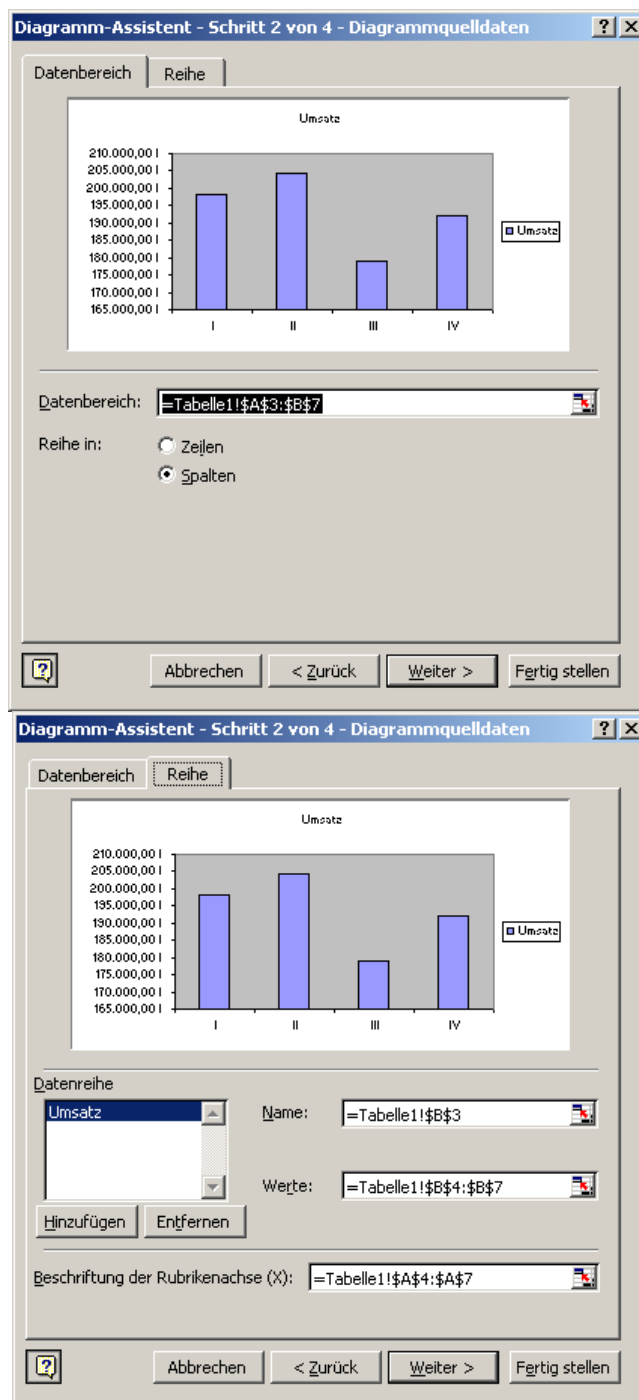 Diagramm-Assistent - Schritt 2 von 4 - Diagrammquelldaten
Datenbereich Reihe
Umsatz
210.000,00 l
205.000,00 l
200.000,00 l
195.000,00 l
190.000,00 l
185.000,00 l
180.000,00 l
175.000,00 l
170.000,00 l
165.000,00 l
I II III IV
Umsatz
Datenbereich: =Tabelle1!$A$3:$B$7
Reihe in: Zeilen
Spalten
Abbrechen < Zurück Weiter > Fertig stellen
Diagramm-Assistent - Schritt 2 von 4 - Diagrammquelldaten
Datenbereich Reihe
Umsatz
210.000,00 l
205.000,00 l
200.000,00 l
195.000,00 l
190.000,00 l
185.000,00 l
180.000,00 l
175.000,00 l
170.000,00 l
165.000,00 l
I II III IV
Umsatz
Datenreihe
Umsatz
Name: =Tabelle1!$B$3
Werte: =Tabelle1!$B$4:$B$7
Hinzufügen Entfernen
Beschriftung der Rubrikenachse (X): =Tabelle1!$A$4:$A$7
Abbrechen < Zurück Weiter > Fertig stellen